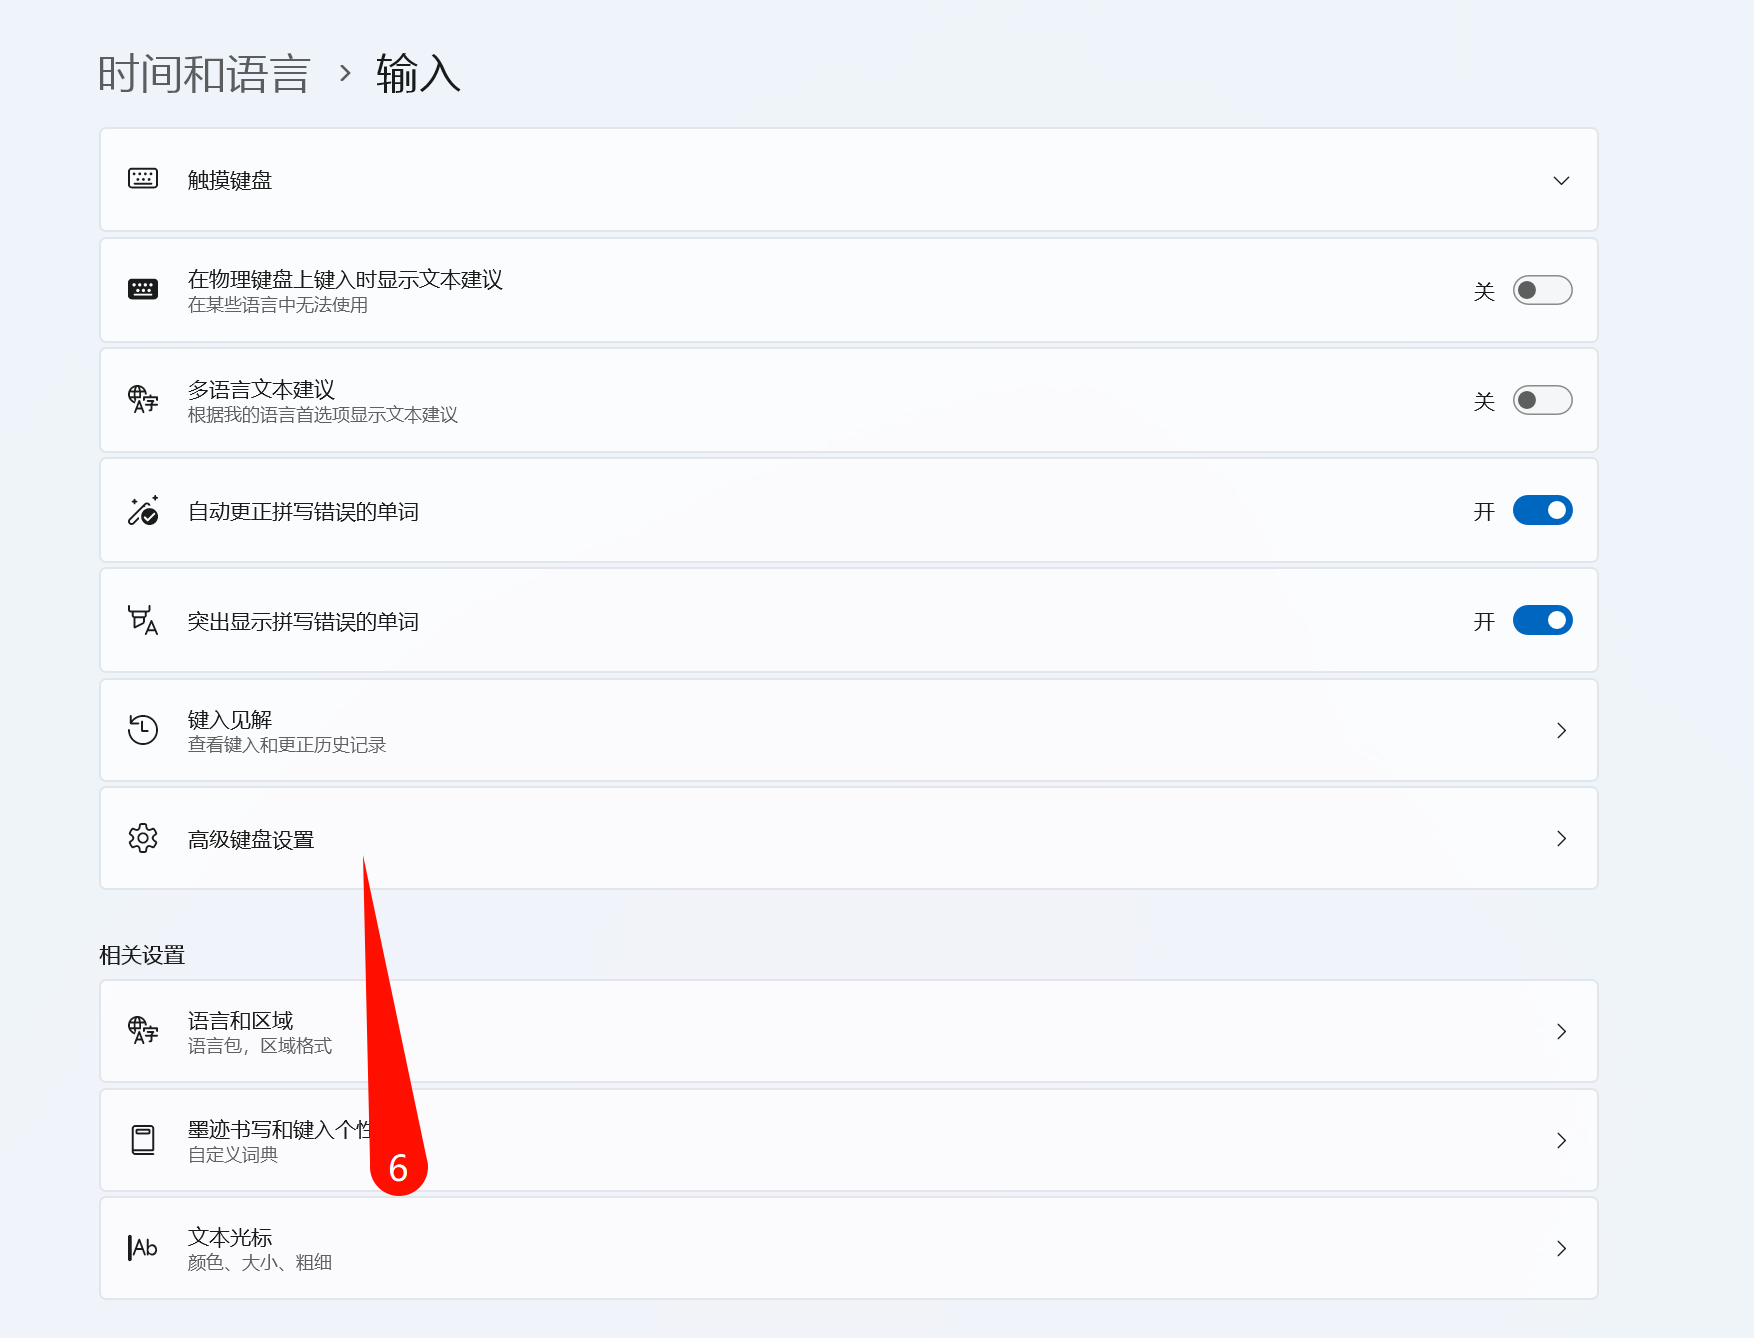 时间和语言 > 输入
触摸键盘
在物理键盘上键入时显示文本建议
在某些语言中无法使用
关
多语言文本建议
根据我的语言首选项显示文本建议
关
自动更正拼写错误的单词
开
突出显示拼写错误的单词
开
键入见解
查看键入和更正历史记录
高级键盘设置
相关设置
语言和区域
语言包，区域格式
墨迹书写和键入个性
自定义词典
6
文本光标
颜色、大小、粗细